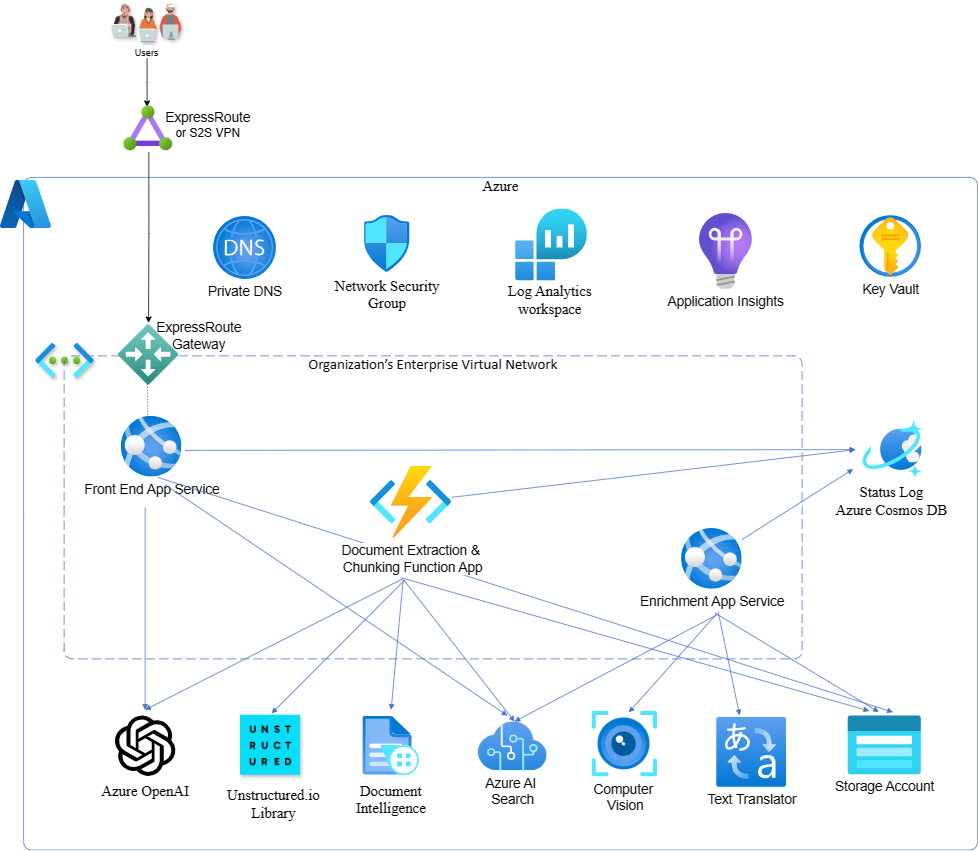 Users
ExpressRoute
or S2S VPN
Azure
DNS
Private DNS
Network Security
Group
Log Analytics
workspace
Application Insights
Key Vault
ExpressRoute
Gateway
Organization's Enterprise Virtual Network
Front End App Service
Status Log
Azure Cosmos DB
Document Extraction &
Chunking Function App
Enrichment App Service
UNST
RUCT
URED
あ
a
Azure OpenAI
Unstructured.io
Library
Document
Intelligence
Azure AI
Search
Computer
Vision
Text Translator
Storage Account